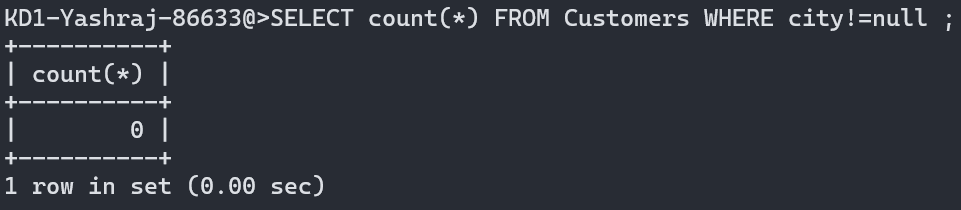 KD1-Yashraj-86633@>SELECT count(*) FROM Customers WHERE city!=null ;
+----------+
| count(*) |
+----------+
|        0 |
+----------+
1 row in set (0.00 sec)